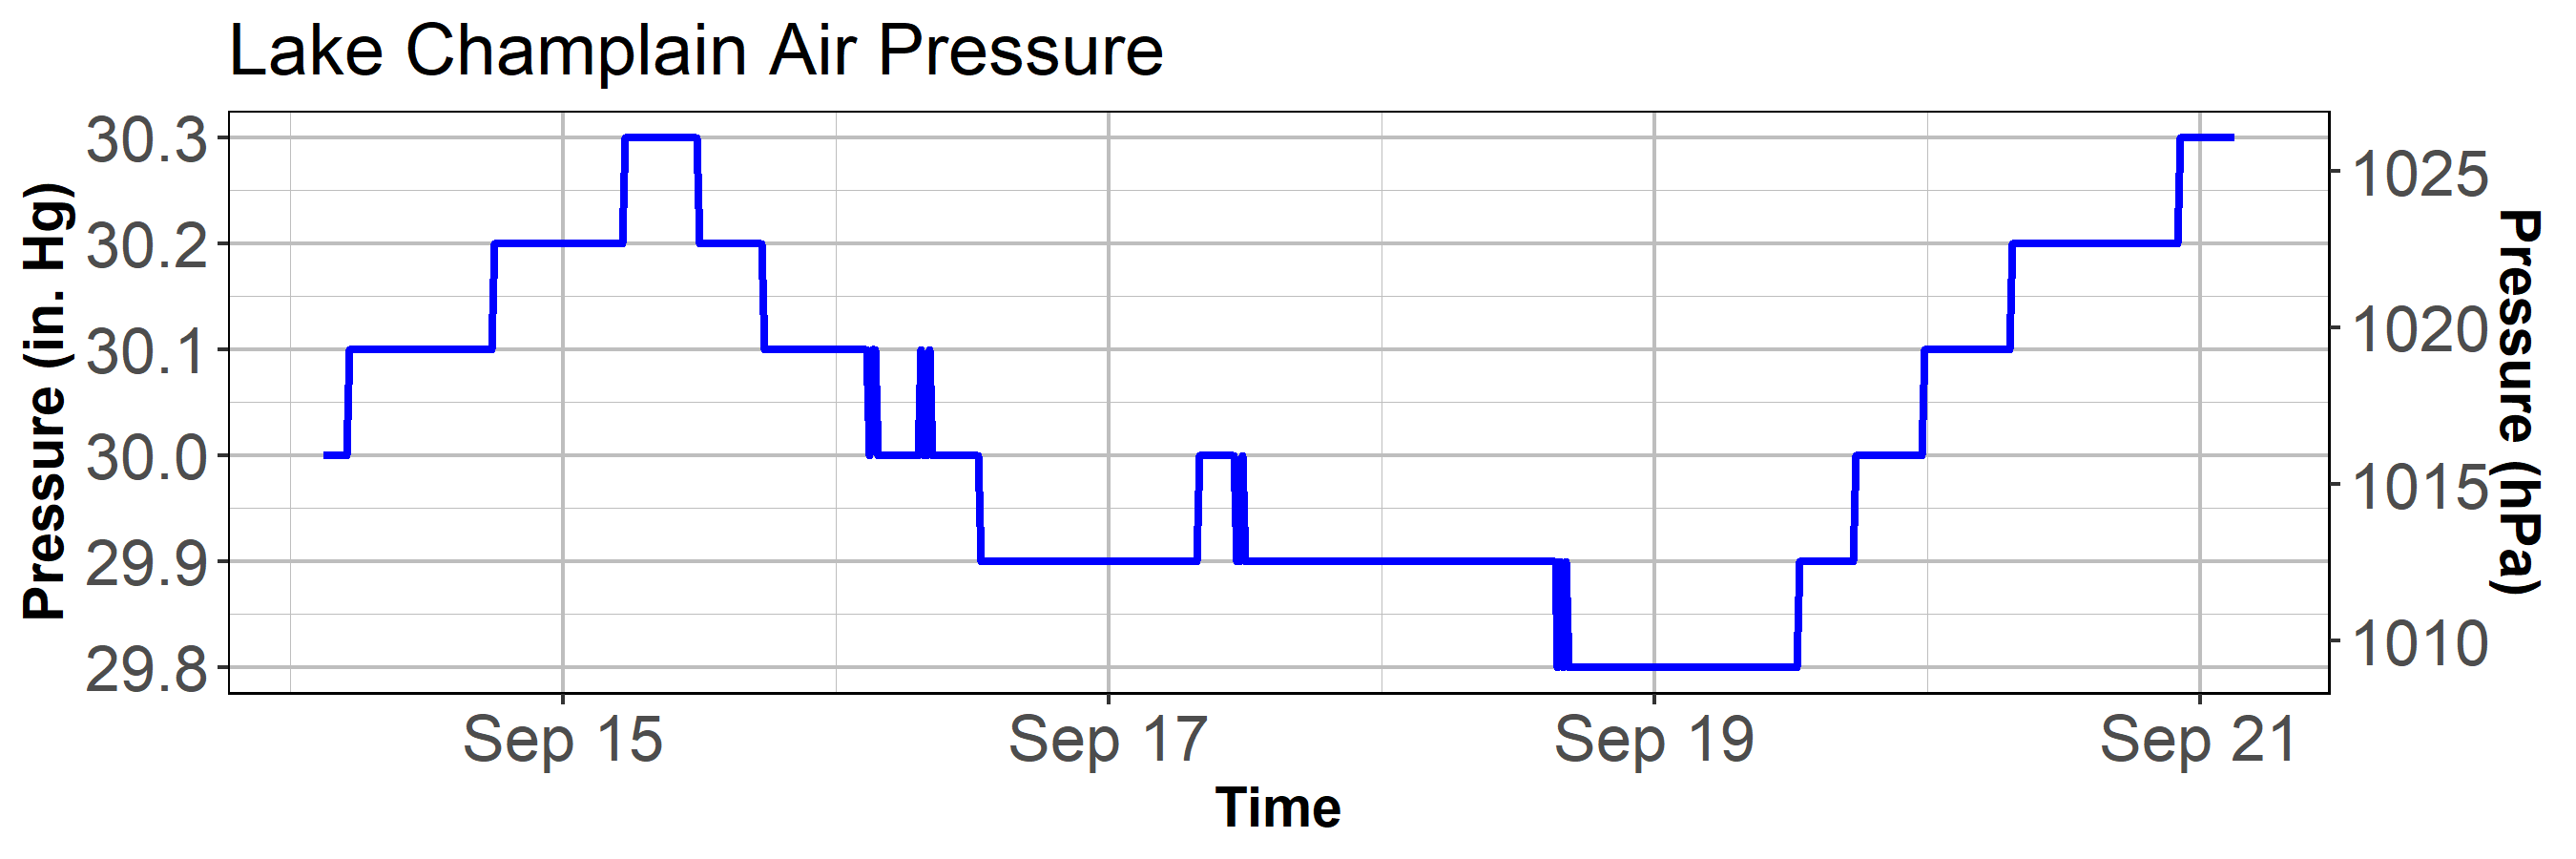 Lake Champlain Air Pressure
Pressure (in. Hg)
30.3
30.2
30.1
30.0
29.9
29.8
1025
1020
1015
1010
Pressure (hPa)
Sep 15 Sep 17 Sep 19 Sep 21
Time